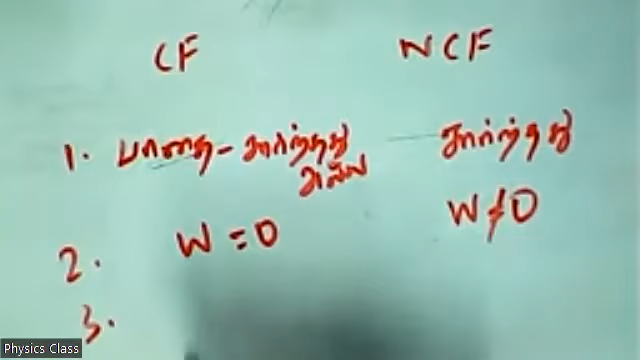 CF NCF
1. பாதை - சார்ந்தது சார்ந்தது
அல்ல
2. W = 0 W ≠ 0
3.
Physics Class